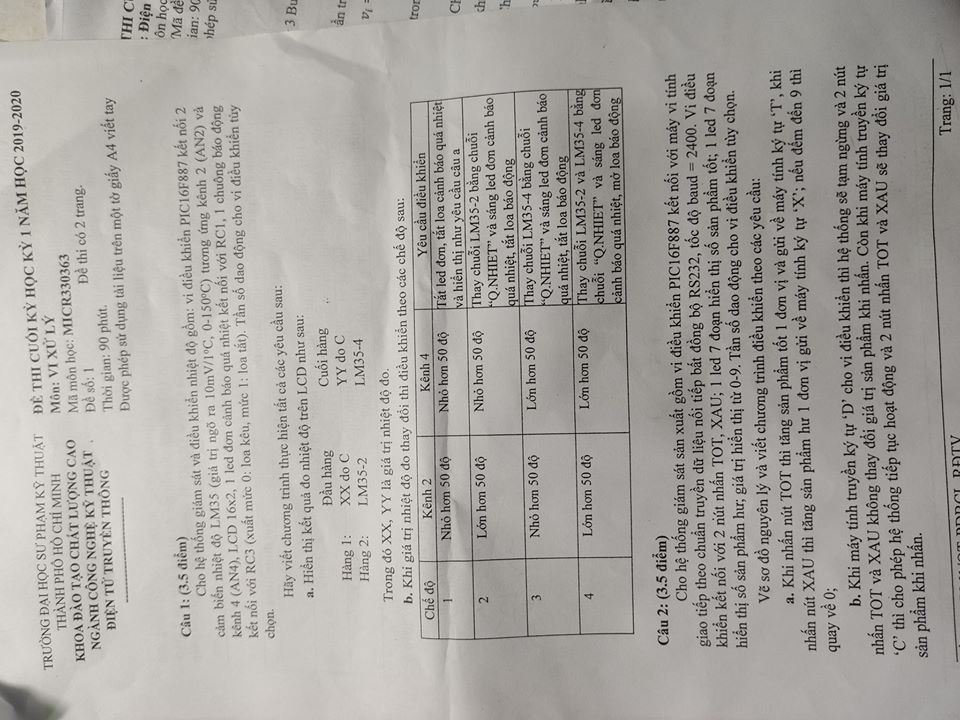 TRƯỜNG ĐẠI HỌC SƯ PHẠM KỸ THUẬT
THÀNH PHỐ HỒ CHÍ MINH
KHOA ĐÀO TẠO CHẤT LƯỢNG CAO
NGÀNH CÔNG NGHỆ KỸ THUẬT
ĐIỆN TỬ TRUYỀN THÔNG
ĐỀ THI CUỐI KỲ HỌC KỲ 1 NĂM HỌC 2019-2020
Môn: VI XỬ LÝ
Mã môn học: MICR330363
Đề số: 1 Đề thi có 2 trang.
Thời gian: 90 phút.
Được phép sử dụng tài liệu trên một tờ giấy A4 viết tay
Câu 1: (3.5 điểm)
Cho hệ thống giám sát và điều khiển nhiệt độ gồm: vi điều khiển PIC16F887 kết nối 2
cảm biến nhiệt độ LM35 (giá trị ngõ ra 10mV/1ºC, 0-150ºC) tương ứng kênh 2 (AN2) và
kênh 4 (AN4), LCD 16x2, 1 led đơn cảnh báo quá nhiệt kết nối với RC1, 1 chuông báo động
kết nối với RC3 (xuất mức 0: loa kêu, mức 1: loa tắt). Tần số dao động cho vi điều khiển tùy
chọn.
Hãy viết chương trình thực hiện tất cả các yêu cầu sau:
a. Hiển thị kết quả đo nhiệt độ trên LCD như sau:
Đầu hàng Cuối hàng
Hàng 1: XX do C YY do C
Hàng 2: LM35-2 LM35-4
Trong đó XX, YY là giá trị nhiệt độ đo.
b. Khi giá trị nhiệt độ đo thay đổi thì điều khiển theo các chế độ sau:
Chế độ Kênh 2 Kênh 4 Yêu cầu điều khiển
1 Nhỏ hơn 50 độ Nhỏ hơn 50 độ Tắt led đơn, tắt loa cảnh báo quá nhiệt
và hiển thị như yêu cầu câu a
2 Lớn hơn 50 độ Nhỏ hơn 50 độ Thay chuỗi LM35-2 bằng chuỗi
“Q.NHIET” và sáng led đơn cảnh báo
quá nhiệt, tắt loa báo động
3 Nhỏ hơn 50 độ Lớn hơn 50 độ Thay chuỗi LM35-4 bằng chuỗi
“Q.NHIET” và sáng led đơn cảnh báo
quá nhiệt, tắt loa báo động
4 Lớn hơn 50 độ Lớn hơn 50 độ Thay chuỗi LM35-2 và LM35-4 bằng
chuỗi “Q.NHIET” và sáng led đơn
cảnh báo quá nhiệt, mở loa báo động
Câu 2: (3.5 điểm)
Cho hệ thống giám sát sản xuất gồm vi điều khiển PIC16F887 kết nối với máy vi tính
giao tiếp theo chuẩn truyền dữ liệu nối tiếp bất đồng bộ RS232, tốc độ baud = 2400. Vi điều
khiển kết nối với 2 nút nhấn TOT, XAU; 1 led 7 đoạn hiển thị số sản phẩm tốt; 1 led 7 đoạn
hiển thị số sản phẩm hư; giá trị hiển thị từ 0-9. Tần số dao động cho vi điều khiển tùy chọn.
Vẽ sơ đồ nguyên lý và viết chương trình điều khiển theo các yêu cầu:
a. Khi nhấn nút TOT thì tăng sản phẩm tốt 1 đơn vị và gửi về máy tính ký tự ‘T’, khi
nhấn nút XAU thì tăng sản phẩm hư 1 đơn vị gửi về máy tính ký tự ‘X’; nếu đếm đến 9 thì
quay về 0;
b. Khi máy tính truyền ký tự ‘D’ cho vi điều khiển thì hệ thống sẽ tạm ngừng và 2 nút
nhấn TOT và XAU không thay đổi giá trị sản phẩm khi nhấn. Còn khi máy tính truyền ký tự
‘C’ thì cho phép hệ thống tiếp tục hoạt động và 2 nút nhấn TOT và XAU sẽ thay đổi giá trị
sản phẩm khi nhấn.
Trang: 1/1
THI
: Điện
ôn học
Mã đề
ian: 90
phép
3
ần
tron